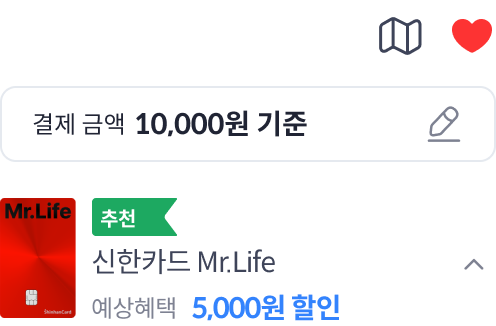 결제 금액 10,000원 기준
Mr.Life
추천
신한카드 Mr.Life
예상혜택 5,000원 할인
ShinhanCard